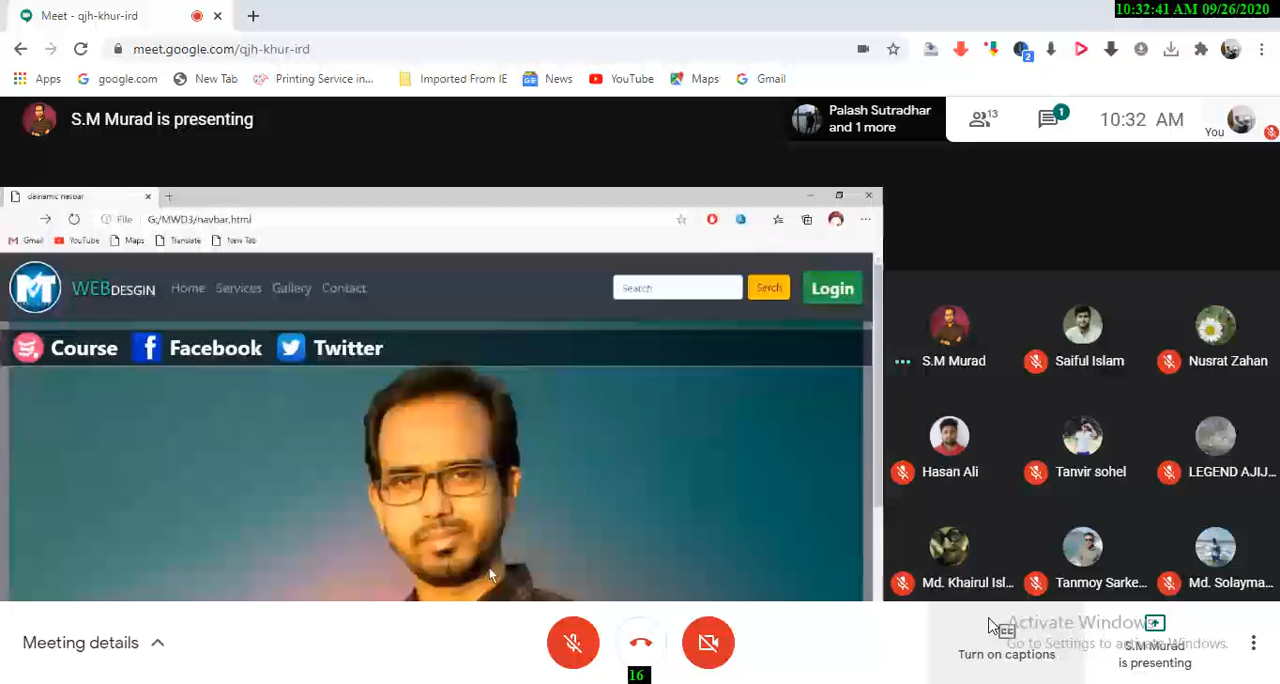 10:32:41 AM 09/26/2020
Meet - qjh-khur-ird
meet.google.com/qjh-khur-ird
2
Apps google.com New Tab Printing Service in... Imported From IE News YouTube Maps Gmail
S.M Murad is presenting
Palash Sutradhar
and 1 more
13
1
10:32 AM
You
File G:/MWD3/navbar.html
Gmail YouTube Maps Translate New Tab
MT WEBDESGIN Home Services Gallery Contact Search Serch Login
Course Facebook Twitter
S.M Murad Saiful Islam Nusrat Zahan
Hasan Ali Tanvir sohel LEGEND AJIJ...
Md. Khairul Isl... Tanmoy Sarke... Md. Solayma...
Meeting details
16
CC
Turn on captions
Activate Windows
Go to Settings to activate Windows.
S.M Murad
is presenting